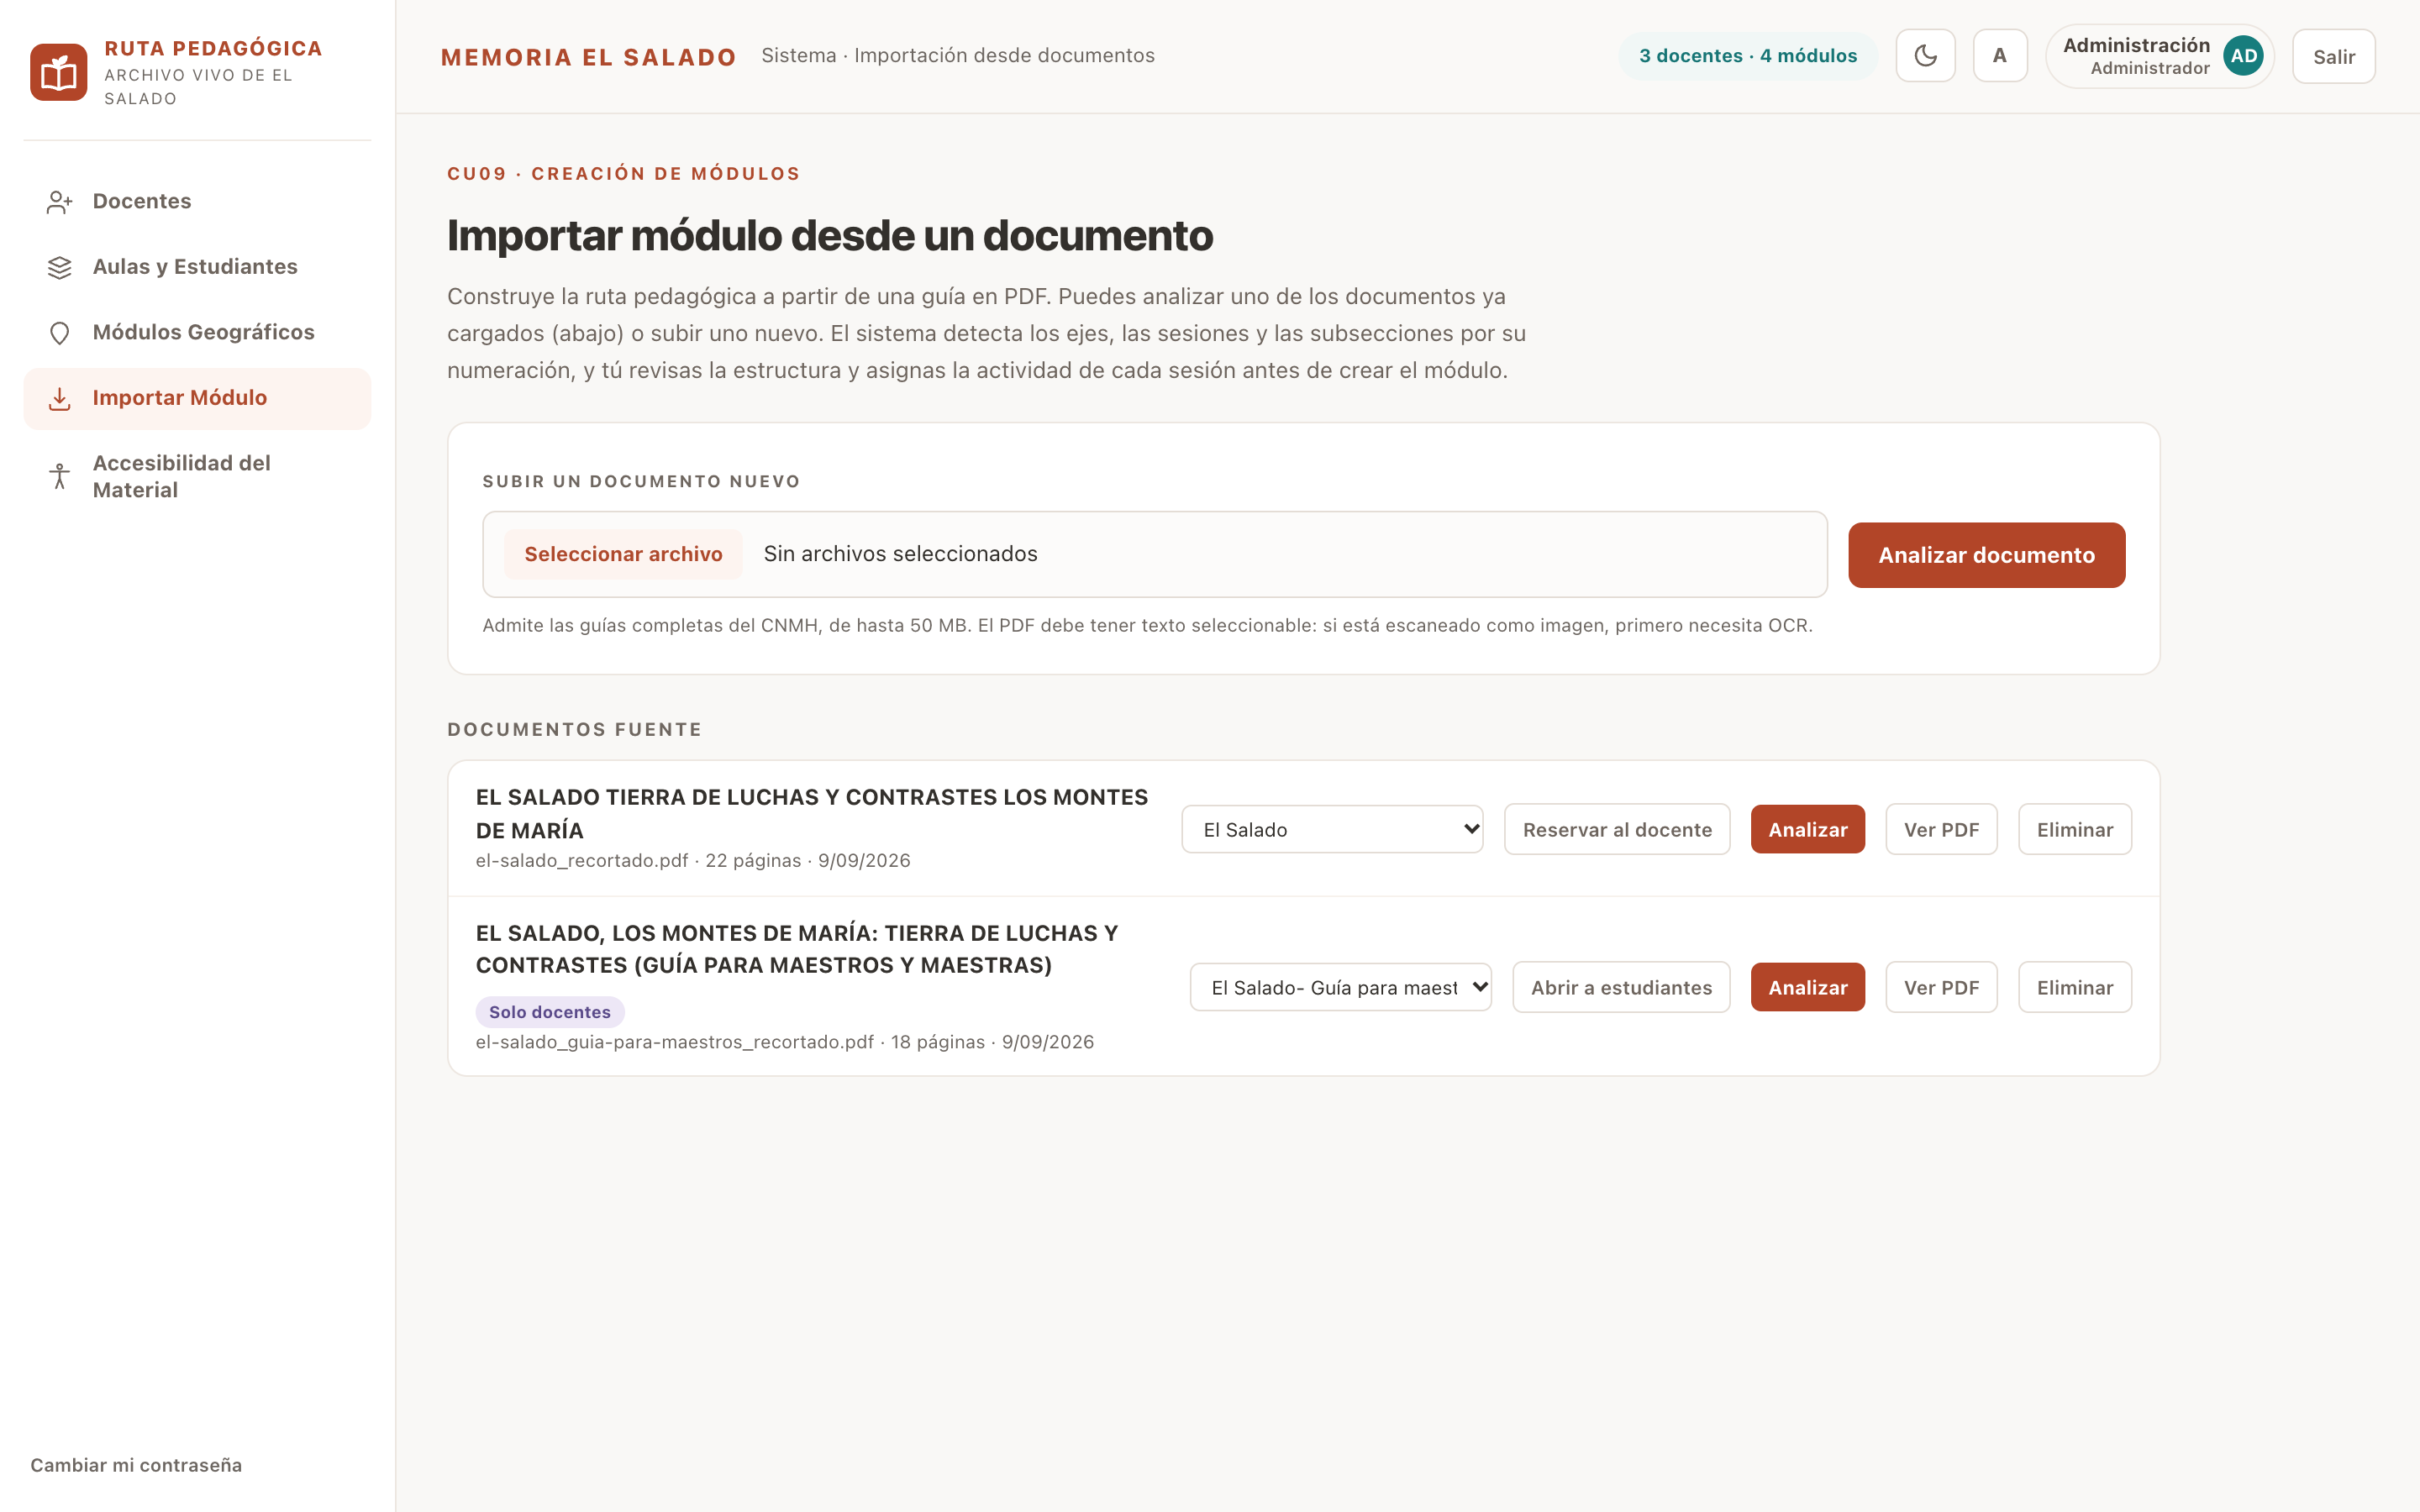 RUTA PEDAGÓGICA
ARCHIVO VIVO DE EL
SALADO
Docentes
Aulas y Estudiantes
Módulos Geográficos
Importar Módulo
Accesibilidad del
Material
Cambiar mi contraseña
MEMORIA EL SALADO
Sistema · Importación desde documentos
3 docentes · 4 módulos
A
Administración
Administrador
AD
Salir
CU09 · CREACIÓN DE MÓDULOS
Importar módulo desde un documento
Construye la ruta pedagógica a partir de una guía en PDF. Puedes analizar uno de los documentos ya
cargados (abajo) o subir uno nuevo. El sistema detecta los ejes, las sesiones y las subsecciones por su
numeración, y tú revisas la estructura y asignas la actividad de cada sesión antes de crear el módulo.
SUBIR UN DOCUMENTO NUEVO
Seleccionar archivo
Sin archivos seleccionados
Analizar documento
Admite las guías completas del CNMH, de hasta 50 MB. El PDF debe tener texto seleccionable: si está escaneado como imagen, primero necesita OCR.
DOCUMENTOS FUENTE
EL SALADO TIERRA DE LUCHAS Y CONTRASTES LOS MONTES
DE MARÍA
el-salado_recortado.pdf · 22 páginas · 9/09/2026
El Salado
Reservar al docente
Analizar
Ver PDF
Eliminar
EL SALADO, LOS MONTES DE MARÍA: TIERRA DE LUCHAS Y
CONTRASTES (GUÍA PARA MAESTROS Y MAESTRAS)
Solo docentes
el-salado_guia-para-maestros_recortado.pdf · 18 páginas · 9/09/2026
El Salado- Guía para maest
Abrir a estudiantes
Analizar
Ver PDF
Eliminar